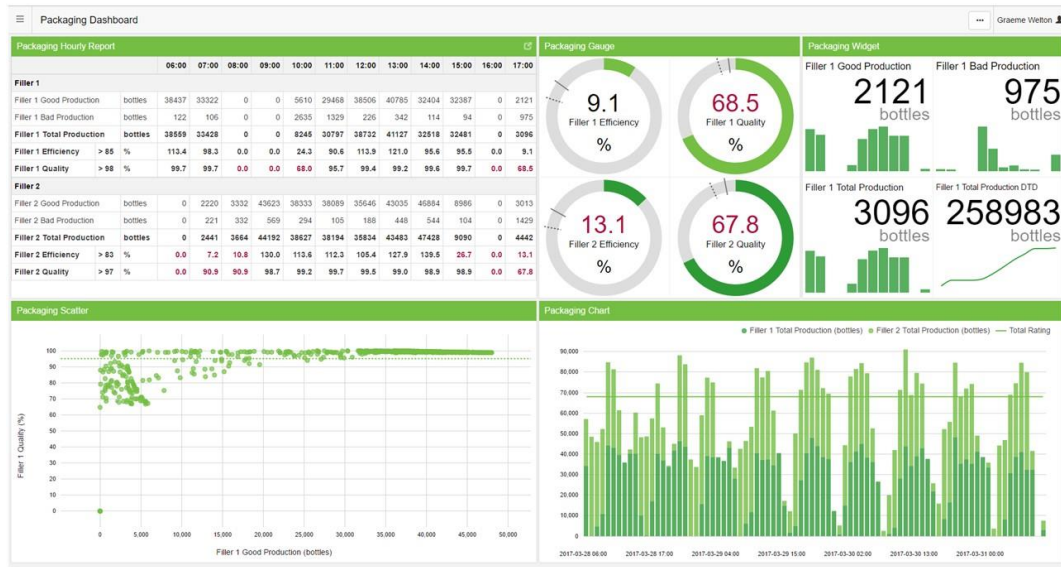 Packaging Dashboard
... Graeme Welton
Packaging Hourly Report
06:00 07:00 08:00 09:00 10:00 11:00 12:00 13:00 14:00 15:00 16:00 17:00
Filler 1
Filler 1 Good Production bottles 38437 33322 0 0 5610 29468 38506 40785 32404 32387 0 2121
Filler 1 Bad Production bottles 122 106 0 0 2635 1329 226 342 114 94 0 975
Filler 1 Total Production bottles 38559 33428 0 0 8245 30797 38732 41127 32518 32481 0 3096
Filler 1 Efficiency > 85 % 113.4 98.3 0.0 0.0 24.3 90.6 113.9 121.0 95.6 95.5 0.0 9.1
Filler 1 Quality > 98 % 99.7 99.7 0.0 0.0 68.0 95.7 99.4 99.2 99.6 99.7 0.0 68.5
Filler 2
Filler 2 Good Production bottles 0 2220 3332 43623 38333 38089 35646 43035 46884 8986 0 3013
Filler 2 Bad Production bottles 0 221 332 569 294 105 188 448 544 104 0 1429
Filler 2 Total Production bottles 0 2441 3664 44192 38627 38194 35834 43483 47428 9090 0 4442
Filler 2 Efficiency > 83 % 0.0 7.2 10.8 130.0 113.6 112.3 105.4 127.9 139.5 26.7 0.0 13.1
Filler 2 Quality > 97 % 0.0 90.9 90.9 98.7 99.2 99.7 99.5 99.0 98.9 98.9 0.0 67.8
Packaging Gauge
9.1
Filler 1 Efficiency
%
68.5
Filler 1 Quality
%
13.1
Filler 2 Efficiency
%
67.8
Filler 2 Quality
%
Packaging Widget
Filler 1 Good Production
2121
bottles
Filler 1 Bad Production
975
bottles
Filler 1 Total Production
3096
bottles
Filler 1 Total Production DTD
258983
bottles
Packaging Scatter
Filler 1 Quality (%)
100
90
80
70
60
50
40
30
20
10
0
0 5,000 10,000 15,000 20,000 25,000 30,000 35,000 40,000 45,000 50,000
Filler 1 Good Production (bottles)
Packaging Chart
Filler 1 Total Production (bottles) Filler 2 Total Production (bottles) Total Rating
90,000
80,000
70,000
60,000
50,000
40,000
30,000
20,000
10,000
0
2017-03-28 06:00 2017-03-28 17:00 2017-03-29 04:00 2017-03-29 15:00 2017-03-30 02:00 2017-03-30 13:00 2017-03-31 00:00